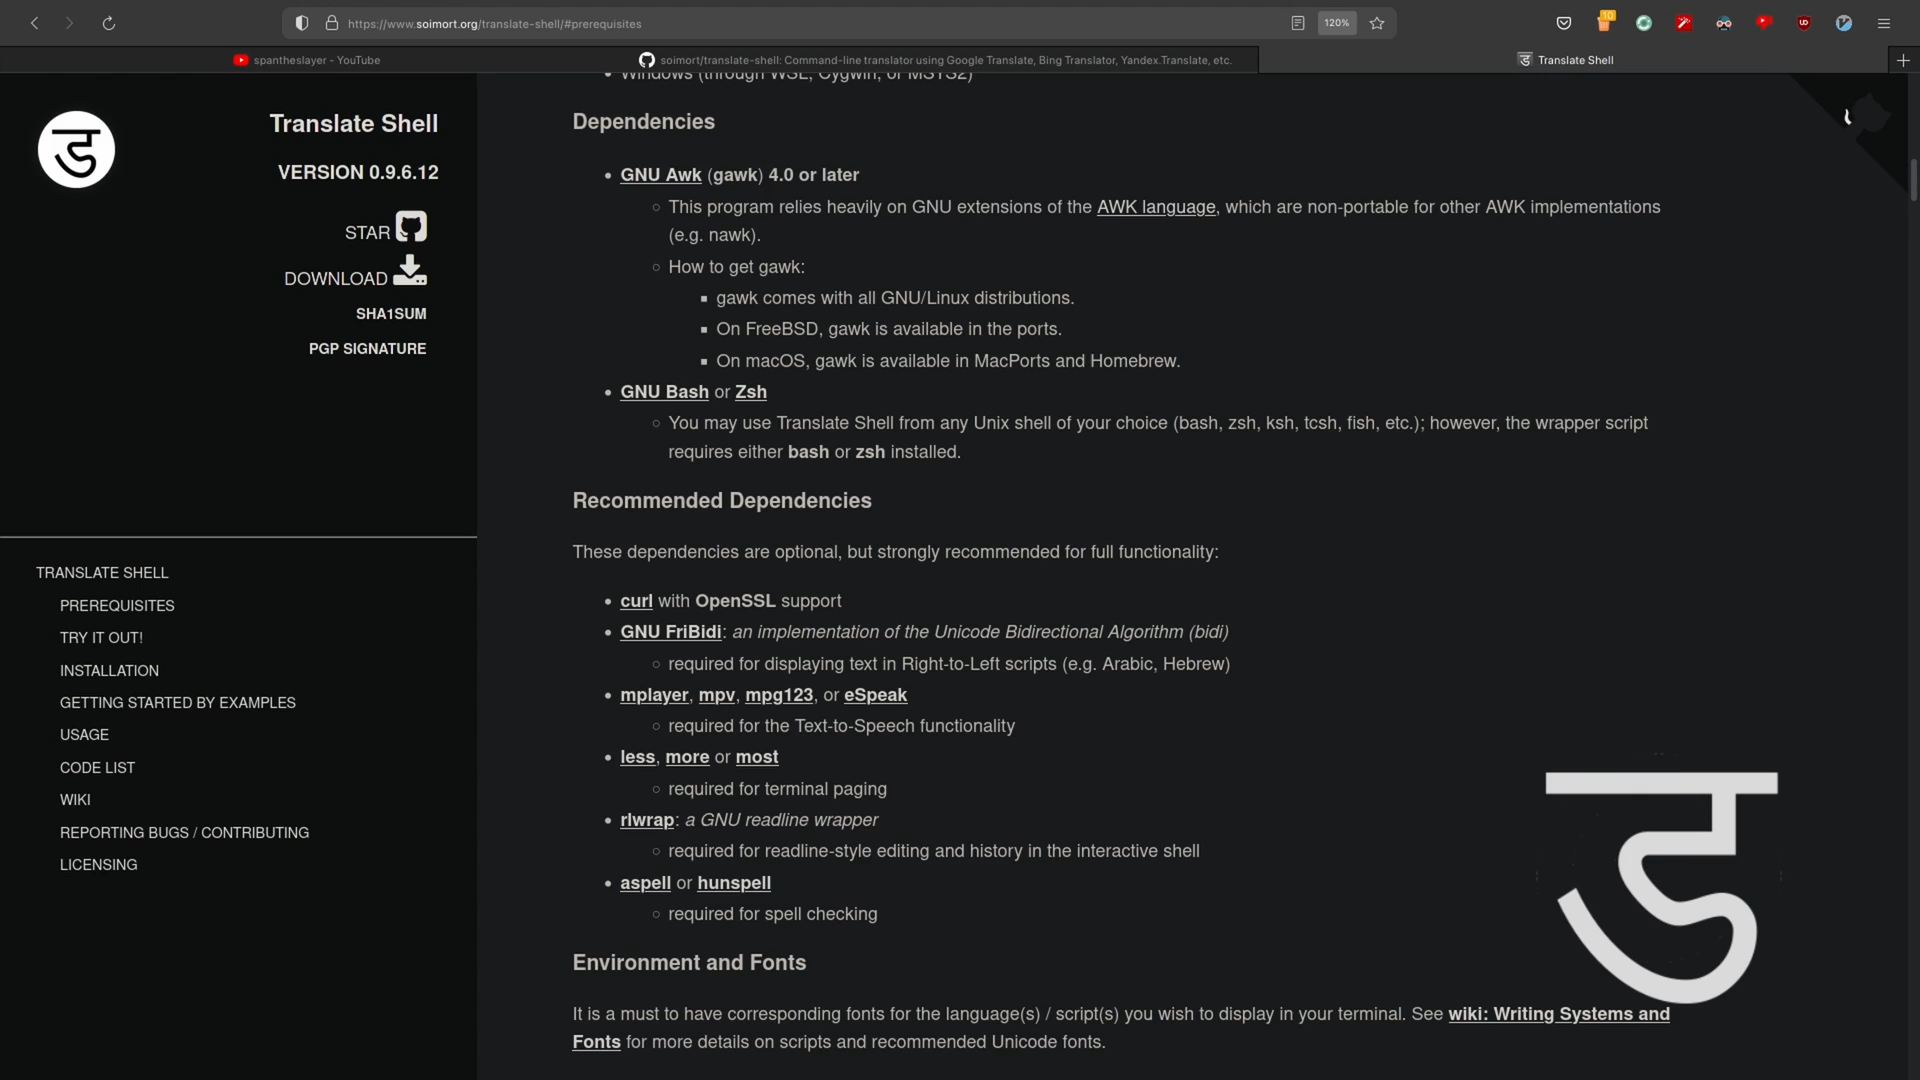 https://www.soimort.org/translate-shell/#prerequisites
120%
10
spantheslayer - YouTube
soimort/translate-shell: Command-line translator using Google Translate, Bing Translator, Yandex.Translate, etc.
Translate Shell
ड
Translate Shell
VERSION 0.9.6.12
STAR
DOWNLOAD
SHA1SUM
PGP SIGNATURE
TRANSLATE SHELL
PREREQUISITES
TRY IT OUT!
INSTALLATION
GETTING STARTED BY EXAMPLES
USAGE
CODE LIST
WIKI
REPORTING BUGS / CONTRIBUTING
LICENSING
Windows (through WSL, Cygwin, or MSYS2)
Dependencies
GNU Awk (gawk) 4.0 or later
This program relies heavily on GNU extensions of the AWK language, which are non-portable for other AWK implementations
(e.g. nawk).
How to get gawk:
gawk comes with all GNU/Linux distributions.
On FreeBSD, gawk is available in the ports.
On macOS, gawk is available in MacPorts and Homebrew.
GNU Bash or Zsh
You may use Translate Shell from any Unix shell of your choice (bash, zsh, ksh, tcsh, fish, etc.); however, the wrapper script
requires either bash or zsh installed.
Recommended Dependencies
These dependencies are optional, but strongly recommended for full functionality:
curl with OpenSSL support
GNU FriBidi: an implementation of the Unicode Bidirectional Algorithm (bidi)
required for displaying text in Right-to-Left scripts (e.g. Arabic, Hebrew)
mplayer, mpv, mpg123, or eSpeak
required for the Text-to-Speech functionality
less, more or most
required for terminal paging
rlwrap: a GNU readline wrapper
required for readline-style editing and history in the interactive shell
aspell or hunspell
required for spell checking
Environment and Fonts
It is a must to have corresponding fonts for the language(s) / script(s) you wish to display in your terminal. See wiki: Writing Systems and
Fonts for more details on scripts and recommended Unicode fonts.
ड